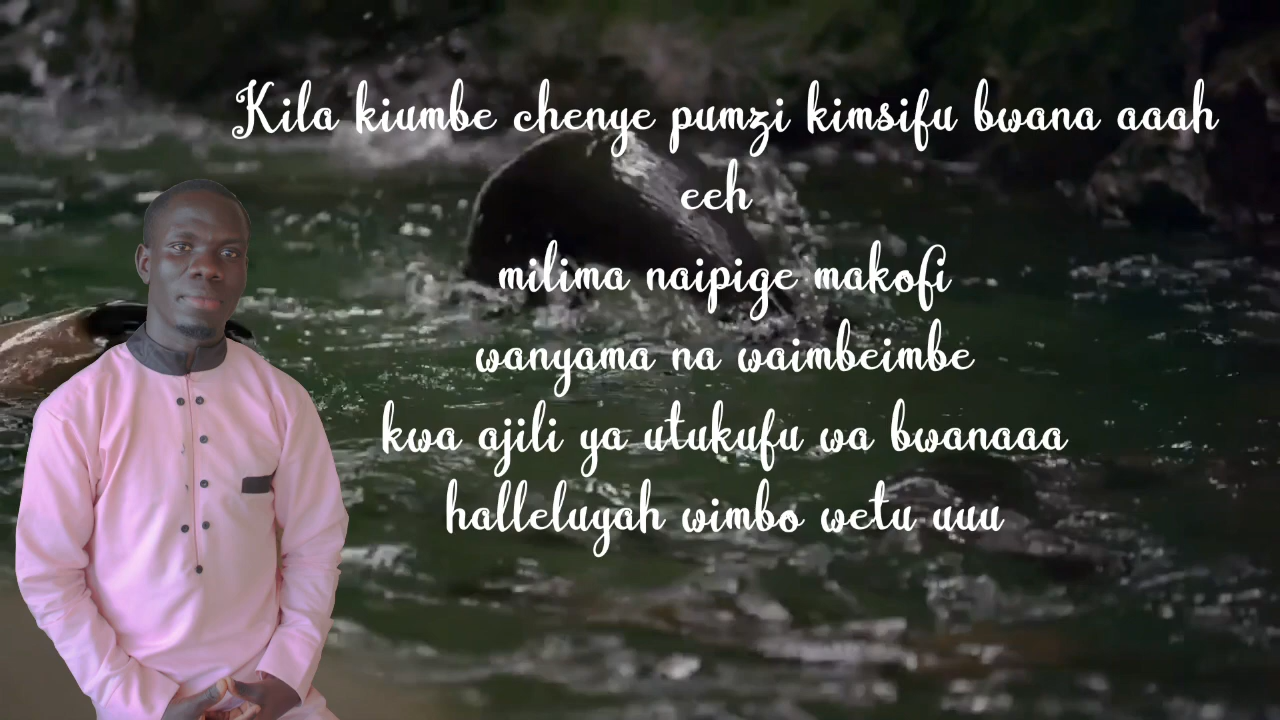 Kila kiumbe chenye pumzi kimsifu bwana aaah
eeh
milima naipige makofi
wanyama na waimbeimbe
kwa ajili ya utukufu wa bwanaaa
halleluyah wimbo wetu uuu